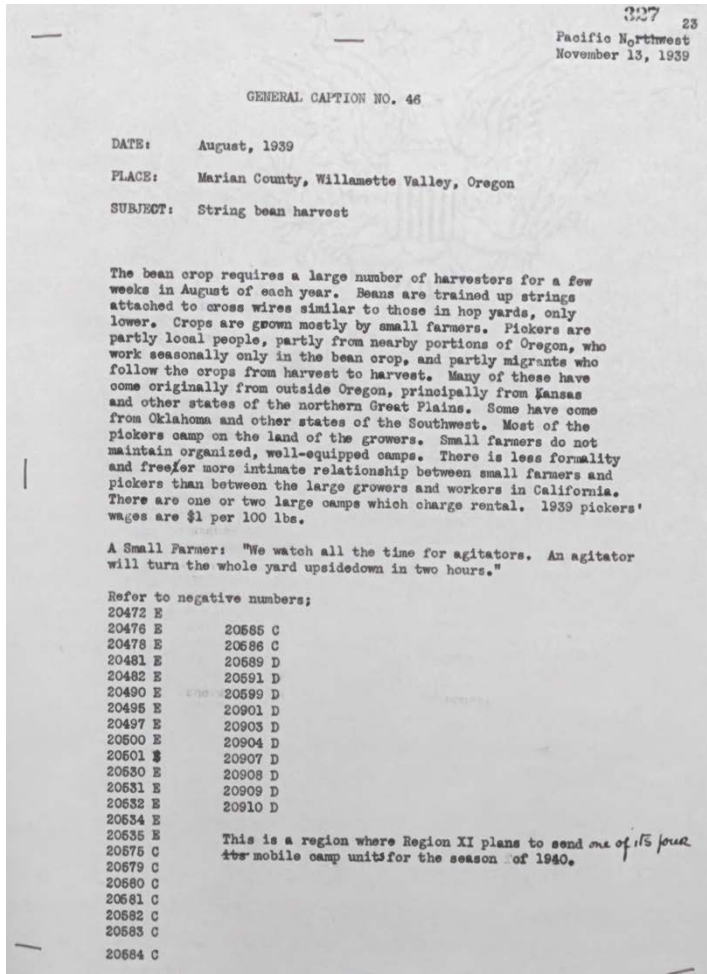 327 23
Pacific Northwest
November 13, 1939
GENERAL CAPTION NO. 46
DATE: August, 1939
PLACE: Marian County, Willamette Valley, Oregon
SUBJECT: String bean harvest
The bean crop requires a large number of harvesters for a few
weeks in August of each year. Beans are trained up strings
attached to cross wires similar to those in hop yards, only
lower. Crops are grown mostly by small farmers. Pickers are
partly local people, partly from nearby portions of Oregon, who
work seasonally only in the bean crop, and partly migrants who
follow the crops from harvest to harvest. Many of these have
come originally from outside Oregon, principally from Kansas
and other states of the northern Great Plains. Some have come
from Oklahoma and other states of the Southwest. Most of the
pickers camp on the land of the growers. Small farmers do not
maintain organized, well-equipped camps. There is less formality
and freer more intimate relationship between small farmers and
pickers than between the large growers and workers in California.
There are one or two large camps which charge rental. 1939 pickers'
wages are $1 per 100 lbs.
A Small Farmer: "We watch all the time for agitators. An agitator
will turn the whole yard upsidedown in two hours."
Refer to negative numbers;
20472 E
20476 E 20585 C
20478 E 20586 C
20481 E 20589 D
20482 E 20591 D
20490 E 20599 D
20495 E 20901 D
20497 E 20903 D
20500 E 20904 D
20501 20907 D
20530 E 20908 D
20531 E 20909 D
20532 E 20910 D
20534 E
20535 E This is a region where Region XI plans to send one of its four
20575 C its mobile camp units for the season of 1940.
20579 C
20580 C
20581 C
20582 C
20583 C
20584 C